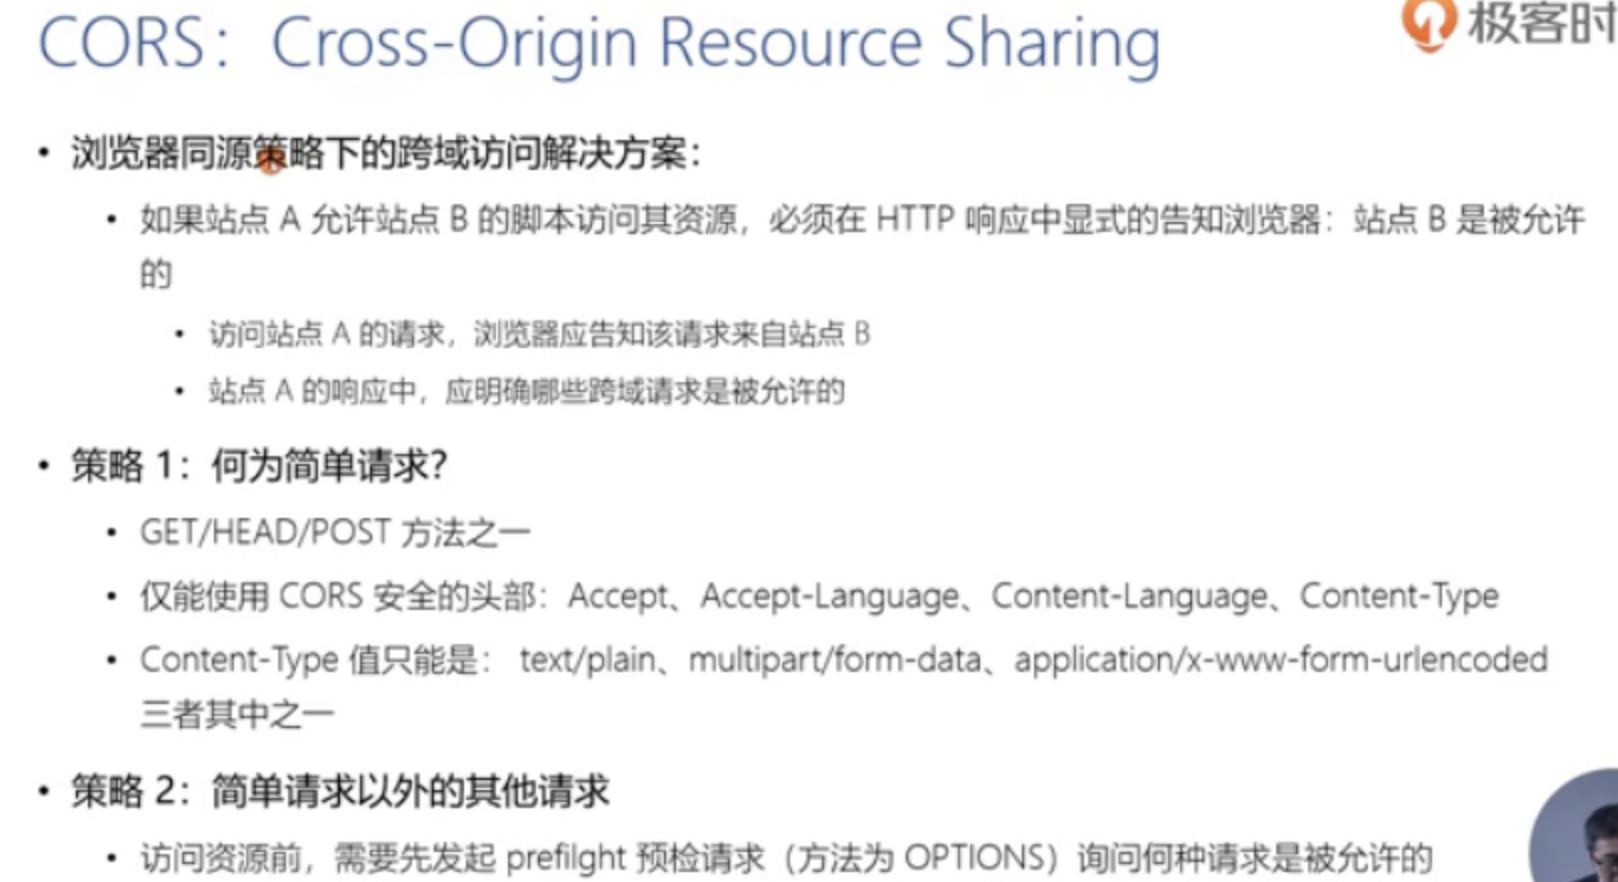 CORS：Cross-Origin Resource Sharing
极客时
• 浏览器同源策略下的跨域访问解决方案：
• 如果站点 A 允许站点 B 的脚本访问其资源，必须在 HTTP 响应中显式的告知浏览器：站点 B 是被允许
的
• 访问站点 A 的请求，浏览器应告知该请求来自站点 B
• 站点 A 的响应中，应明确哪些跨域请求是被允许的
• 策略 1：何为简单请求？
• GET/HEAD/POST 方法之一
• 仅能使用 CORS 安全的头部：Accept、Accept-Language、Content-Language、Content-Type
• Content-Type 值只能是： text/plain、multipart/form-data、application/x-www-form-urlencoded
三者其中之一
• 策略 2：简单请求以外的其他请求
• 访问资源前，需要先发起 prefilght 预检请求（方法为 OPTIONS）询问何种请求是被允许的